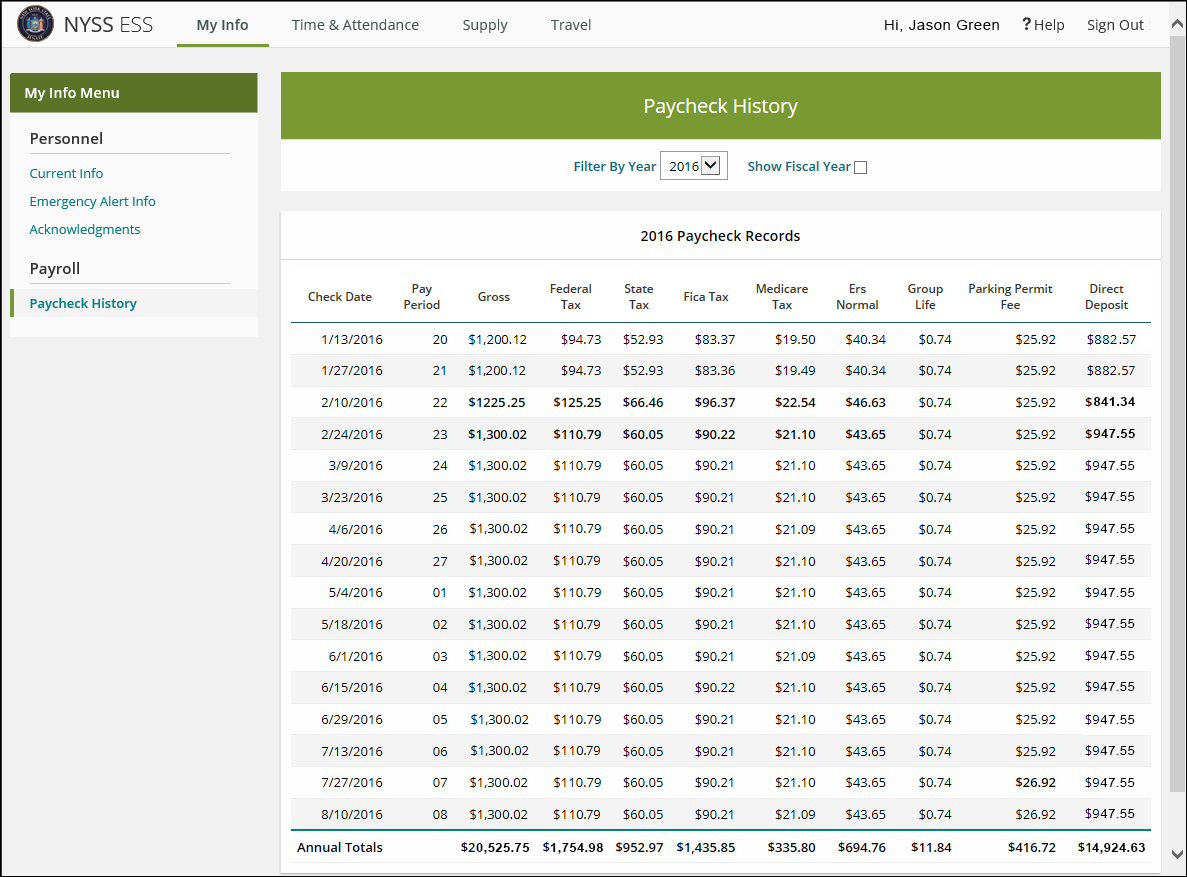 NYSS ESS My Info Time & Attendance Supply Travel Hi, Jason Green ? Help Sign Out
My Info Menu
Personnel
Current Info
Emergency Alert Info
Acknowledgments
Payroll
Paycheck History
Paycheck History
Filter By Year 2016 Show Fiscal Year
2016 Paycheck Records
Check Date Pay Period Gross Federal Tax State Tax Fica Tax Medicare Tax Ers Normal Group Life Parking Permit Fee Direct Deposit
1/13/2016 20 $1,200.12 $94.73 $52.93 $83.37 $19.50 $40.34 $0.74 $25.92 $882.57
1/27/2016 21 $1,200.12 $94.73 $52.93 $83.36 $19.49 $40.34 $0.74 $25.92 $882.57
2/10/2016 22 $1225.25 $125.25 $66.46 $96.37 $22.54 $46.63 $0.74 $25.92 $841.34
2/24/2016 23 $1,300.02 $110.79 $60.05 $90.22 $21.10 $43.65 $0.74 $25.92 $947.55
3/9/2016 24 $1,300.02 $110.79 $60.05 $90.21 $21.10 $43.65 $0.74 $25.92 $947.55
3/23/2016 25 $1,300.02 $110.79 $60.05 $90.21 $21.10 $43.65 $0.74 $25.92 $947.55
4/6/2016 26 $1,300.02 $110.79 $60.05 $90.21 $21.09 $43.65 $0.74 $25.92 $947.55
4/20/2016 27 $1,300.02 $110.79 $60.05 $90.21 $21.10 $43.65 $0.74 $25.92 $947.55
5/4/2016 01 $1,300.02 $110.79 $60.05 $90.21 $21.10 $43.65 $0.74 $25.92 $947.55
5/18/2016 02 $1,300.02 $110.79 $60.05 $90.21 $21.10 $43.65 $0.74 $25.92 $947.55
6/1/2016 03 $1,300.02 $110.79 $60.05 $90.21 $21.09 $43.65 $0.74 $25.92 $947.55
6/15/2016 04 $1,300.02 $110.79 $60.05 $90.22 $21.10 $43.65 $0.74 $25.92 $947.55
6/29/2016 05 $1,300.02 $110.79 $60.05 $90.21 $21.10 $43.65 $0.74 $25.92 $947.55
7/13/2016 06 $1,300.02 $110.79 $60.05 $90.21 $21.10 $43.65 $0.74 $25.92 $947.55
7/27/2016 07 $1,300.02 $110.79 $60.05 $90.21 $21.10 $43.65 $0.74 $26.92 $947.55
8/10/2016 08 $1,300.02 $110.79 $60.05 $90.21 $21.09 $43.65 $0.74 $26.92 $947.55
Annual Totals $20,525.75 $1,754.98 $952.97 $1,435.85 $335.80 $694.76 $11.84 $416.72 $14,924.63